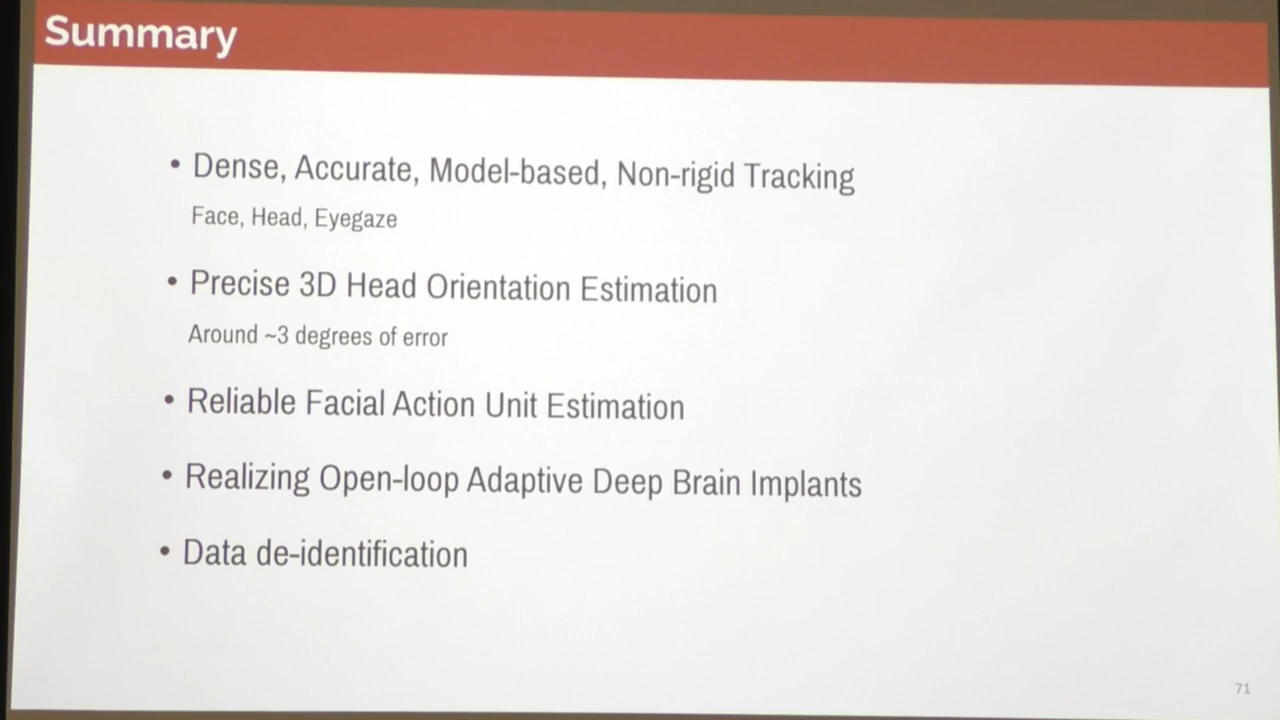 Summary
• Dense, Accurate, Model-based, Non-rigid Tracking
Face, Head, Eyegaze
• Precise 3D Head Orientation Estimation
Around ~3 degrees of error
• Reliable Facial Action Unit Estimation
• Realizing Open-loop Adaptive Deep Brain Implants
• Data de-identification
71